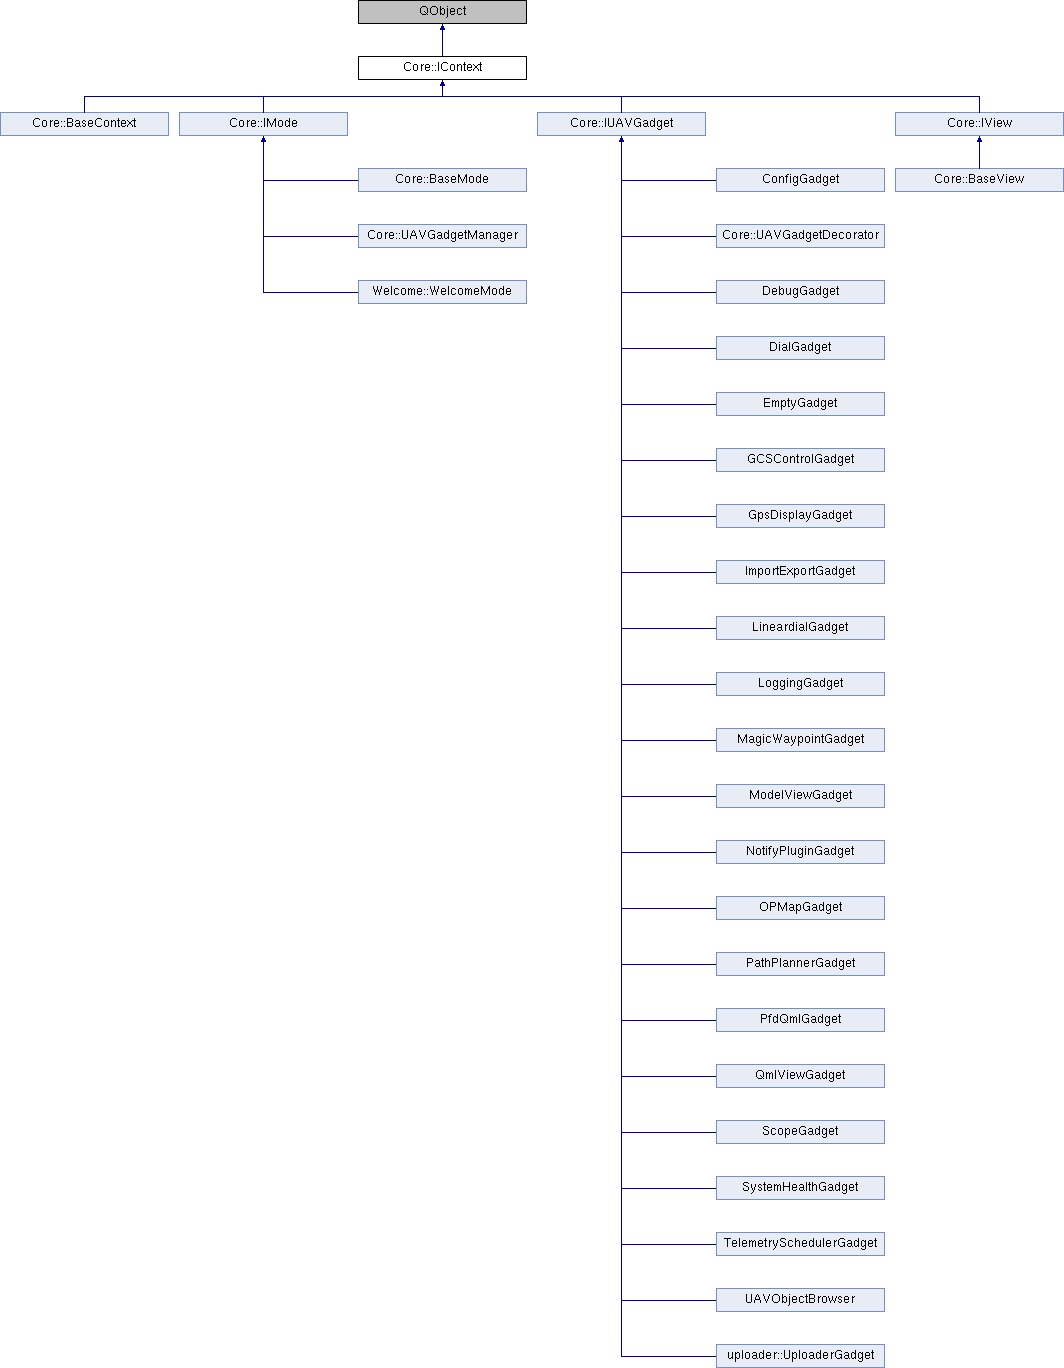 QObject
Core::IContext
Core::BaseContext
Core::IMode
Core::IUAVGadget
Core::IView
Core::BaseMode
ConfigGadget
Core::BaseView
Core::UAVGadgetManager
Core::UAVGadgetDecorator
Welcome::WelcomeMode
DebugGadget
DialGadget
EmptyGadget
GCSControlGadget
GpsDisplayGadget
ImportExportGadget
LineardialGadget
LoggingGadget
MagicWaypointGadget
ModelViewGadget
NotifyPluginGadget
OPMapGadget
PathPlannerGadget
PfdQmlGadget
QmlViewGadget
ScopeGadget
SystemHealthGadget
TelemetrySchedulerGadget
UAVObjectBrowser
uploader::UploaderGadget